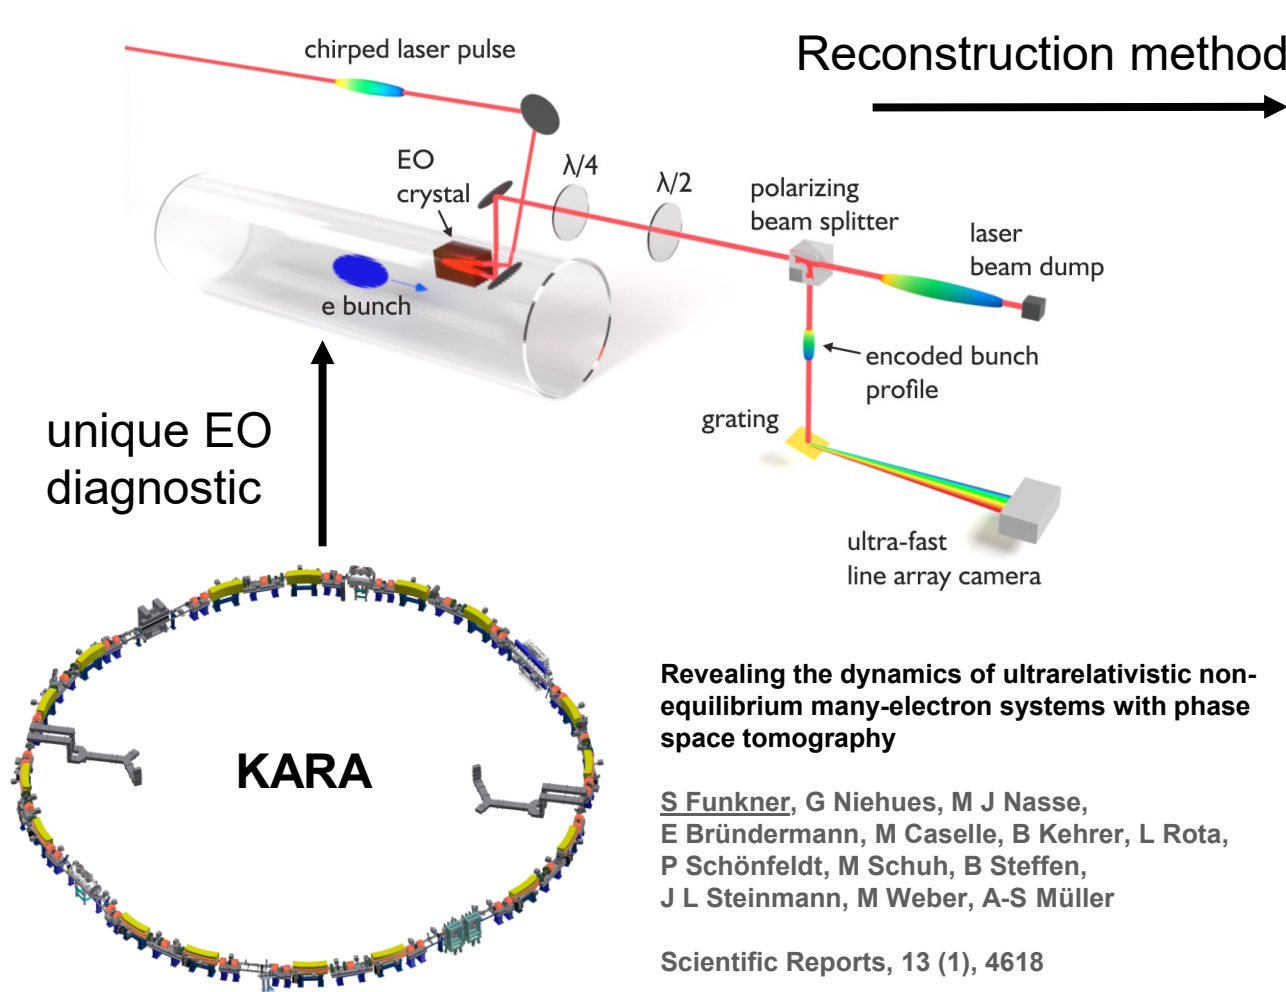 chirped laser pulse
Reconstruction method
EO
crystal
λ/4
λ/2
polarizing
beam splitter
laser
beam dump
e bunch
encoded bunch
profile
grating
unique EO
diagnostic
ultra-fast
line array camera
KARA
Revealing the dynamics of ultrarelativistic non-
equilibrium many-electron systems with phase
space tomography
S Funkner, G Niehues, M J Nasse,
E Bründermann, M Caselle, B Kehrer, L Rota,
P Schönfeldt, M Schuh, B Steffen,
J L Steinmann, M Weber, A-S Müller
Scientific Reports, 13 (1), 4618